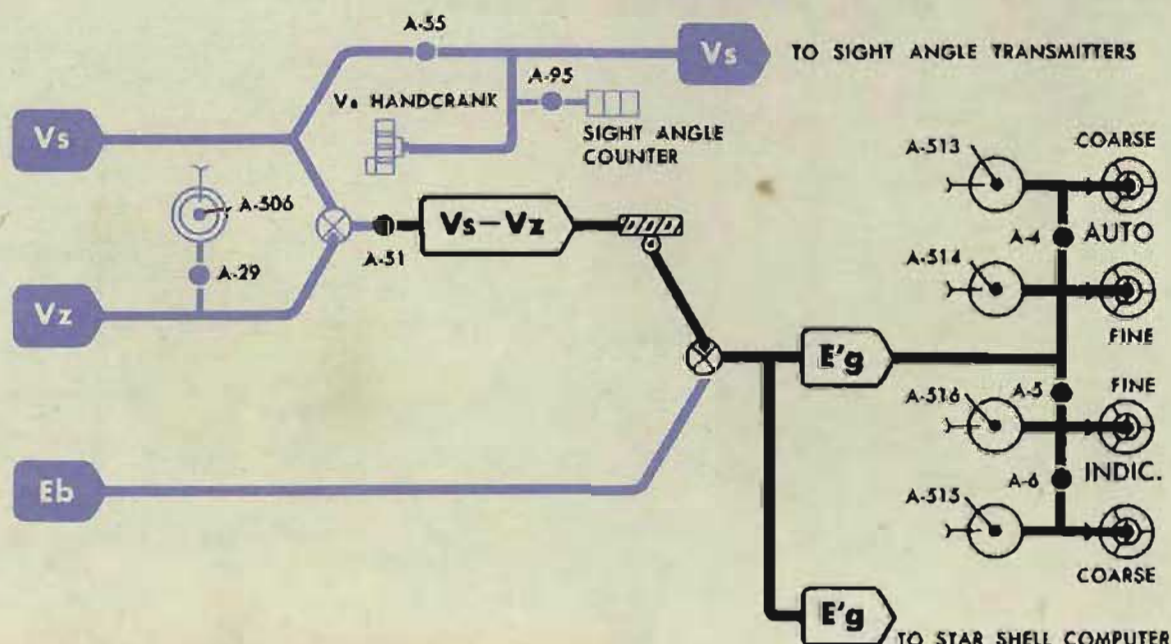 A-55
Vs
TO SIGHT ANGLE TRANSMITTERS
A-95
Vs HANDCRANK
SIGHT ANGLE
COUNTER
Vs
A-513
COARSE
A-506
Vs-Vz
A-4
AUTO
A-51
A-29
A-514
Vz
FINE
E'g
A-5
FINE
A-516
INDIC.
A-6
Eb
A-515
COARSE
E'g
TO STAR SHELL COMPUTER